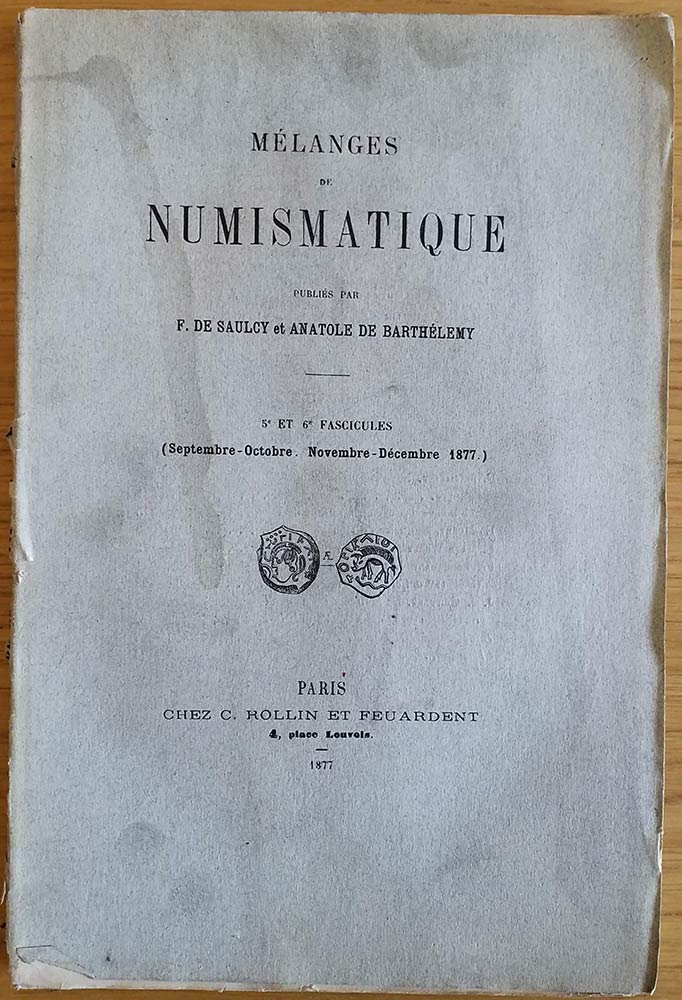 MÉLANGES
DE
NUMISMATIQUE
PUBLIÉS PAR
F. DE SAULCY et ANATOLE DE BARTHÉLEMY
5e ET 6e FASCICULES
(Septembre-Octobre. Novembre-Décembre 1877.)
Æ
PARIS
CHEZ C. ROLLIN ET FEUARDENT
4, place Louvois.
1877